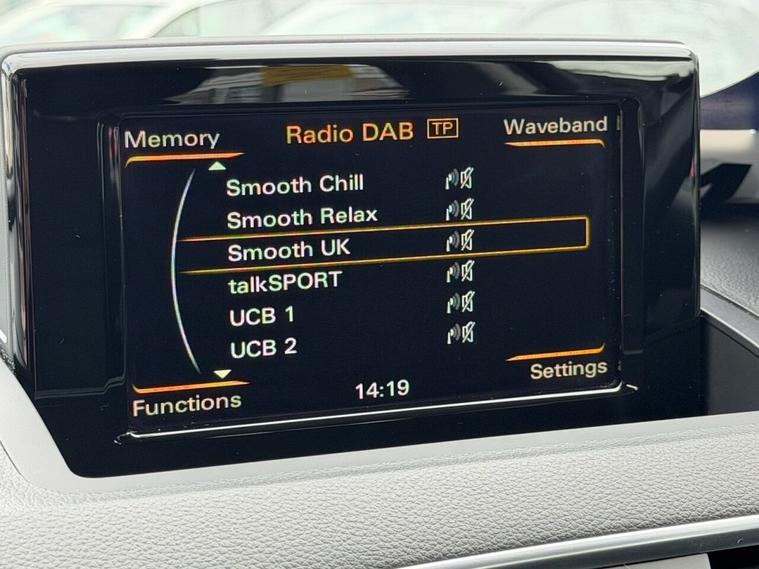 Memory
Radio DAB TP
Waveband
Smooth Chill
Smooth Relax
Smooth UK
talkSPORT
UCB 1
UCB 2
Functions
14:19
Settings